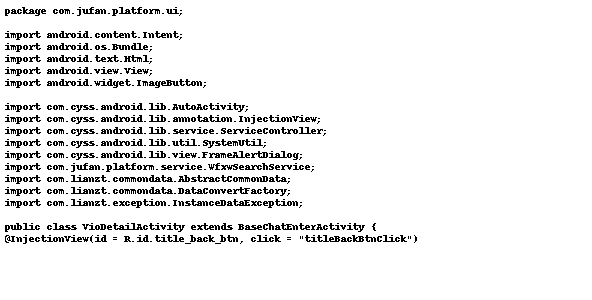 package com.jufan.platform.ui;
import android.content.Intent;
import android.os.Bundle;
import android.text.Html;
import android.view.View;
import android.widget.ImageButton;
import com.cyss.android.lib.AutoActivity;
import com.cyss.android.lib.annotation.InjectionView;
import com.cyss.android.lib.service.ServiceController;
import com.cyss.android.lib.util.SystemUtil;
import com.cyss.android.lib.view.FrameAlertDialog;
import com.jufan.platform.service.WfxwSearchService;
import com.lianzt.commondata.AbstractCommonData;
import com.lianzt.commondata.DataConvertFactory;
import com.lianzt.exception.InstanceDataException;
public class VioDetailActivity extends BaseChatEnterActivity {
@InjectionView(id = R.id.title_back_btn, click = "titleBackBtnClick")